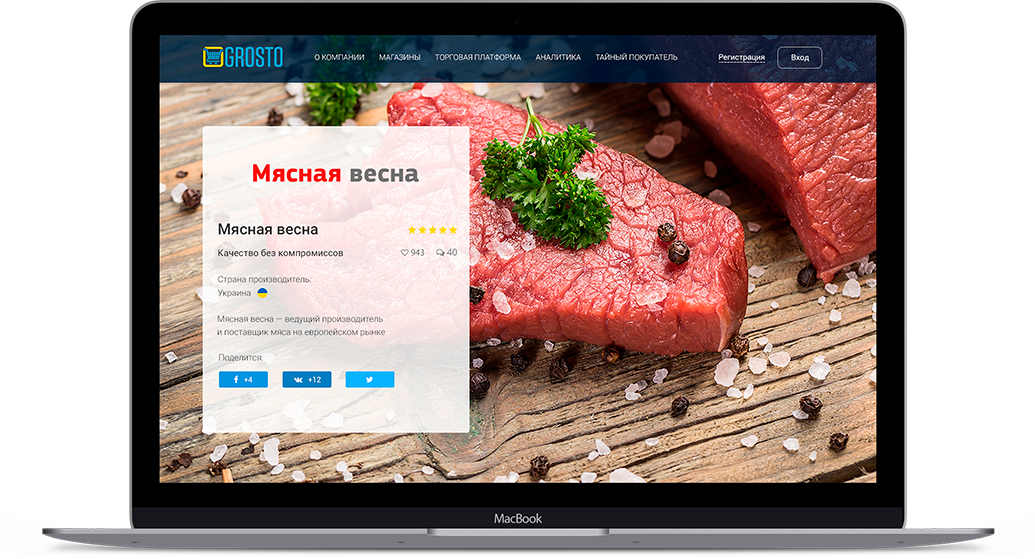 GROSTO
О КОМПАНИИ МАГАЗИНЫ ТОРГОВАЯ ПЛАТФОРМА АНАЛИТИКА ТАЙНЫЙ ПОКУПАТЕЛЬ Регистрация Вход
Мясная весна
Мясная весна
Качество без компромиссов 943 40
Страна производитель:
Украина
Мясная весна — ведущий производитель
и поставщик мяса на европейском рынке
Поделится:
+4 +12
MacBook